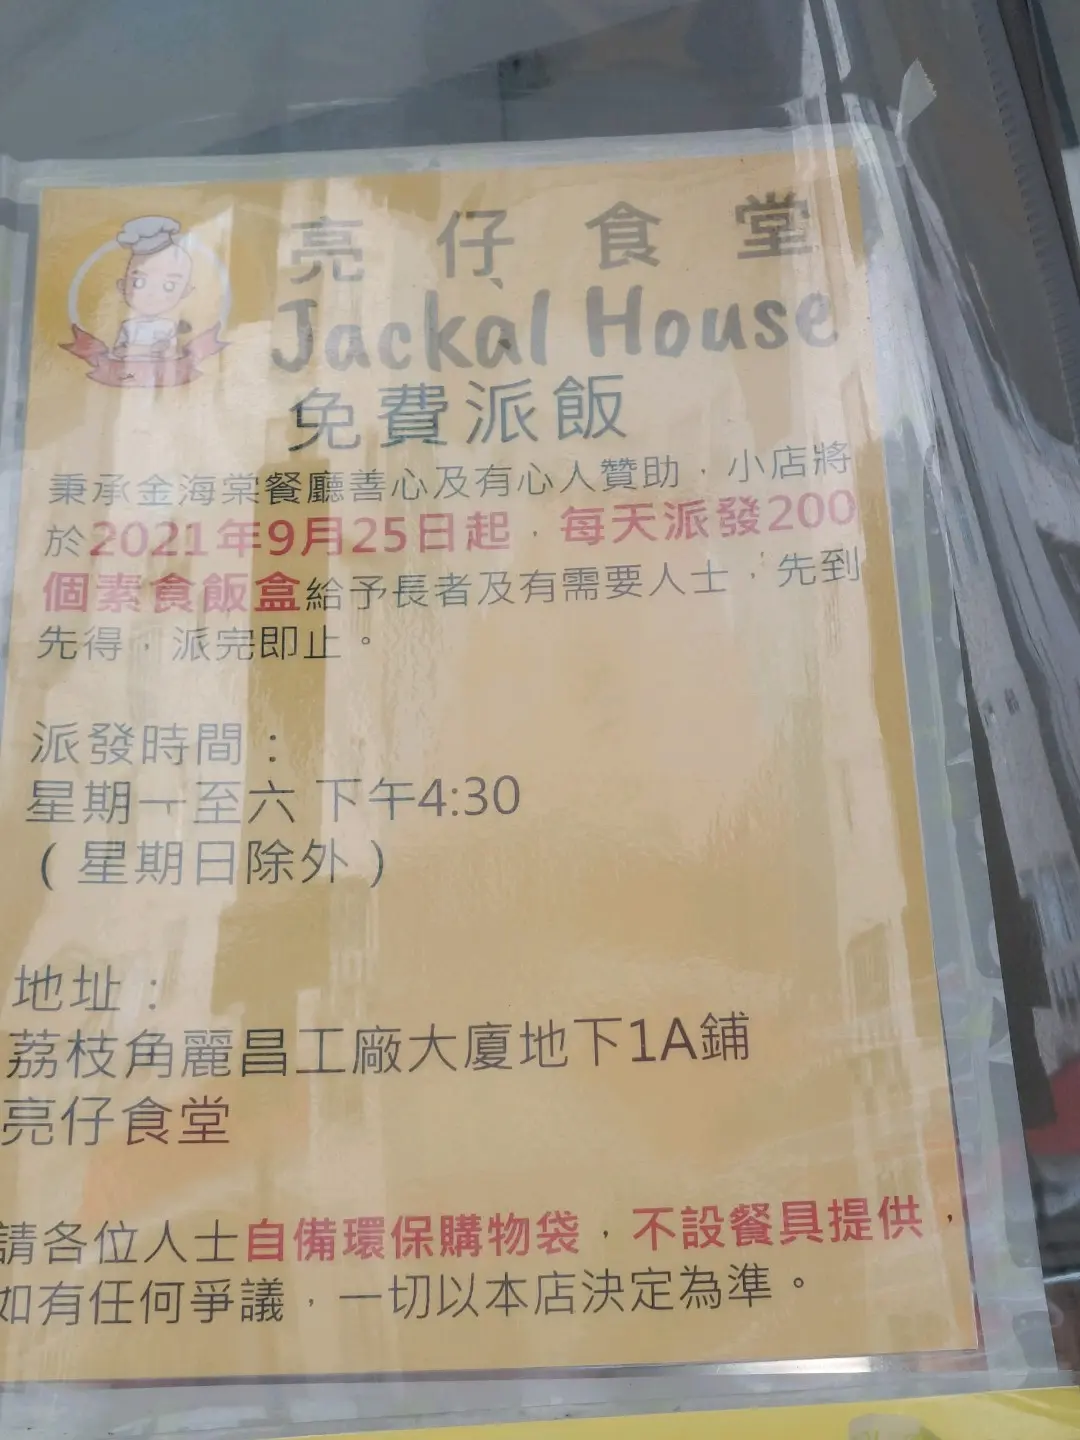 亮仔食堂
Jackal House
免費派飯
秉承金海棠餐廳善心及有心人贊助，小店將
於2021年9月25日起，每天派發200
個素食飯盒給予長者及有需要人士，先到
先得，派完即止。
派發時間：
星期一至六 下午4:30
（星期日除外）
地址：
荔枝角麗昌工廠大廈地下1A鋪
亮仔食堂
請各位人士自備環保購物袋，不設餐具提供，
如有任何爭議，一切以本店決定為準。